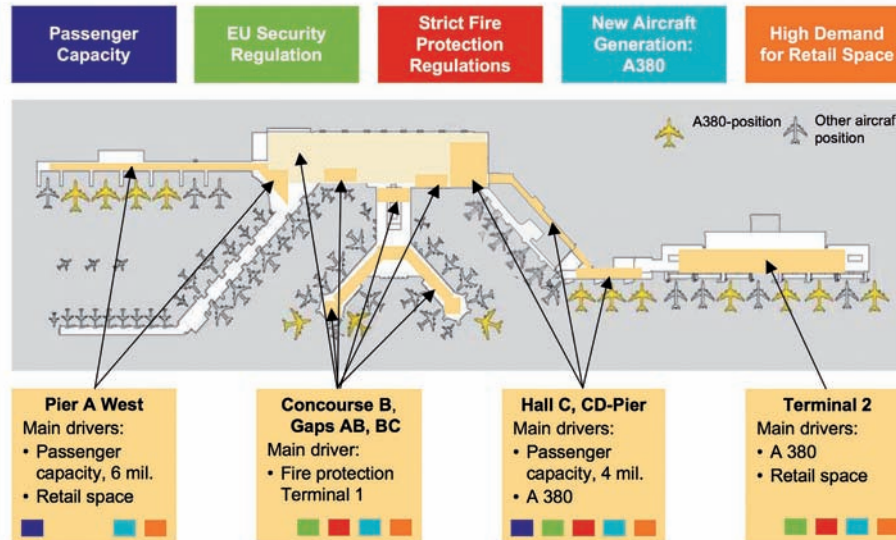 Passenger
Capacity
EU Security
Regulation
Strict Fire
Protection
Regulations
New Aircraft
Generation:
A380
High Demand
for Retail Space
A380-position
Other aircraft
position
Pier A West
Main drivers:
• Passenger
capacity, 6 mil.
• Retail space
Concourse B,
Gaps AB, BC
Main driver:
• Fire protection
Terminal 1
Hall C, CD-Pier
Main drivers:
• Passenger
capacity, 4 mil.
• A 380
Terminal 2
Main drivers:
• A 380
• Retail space